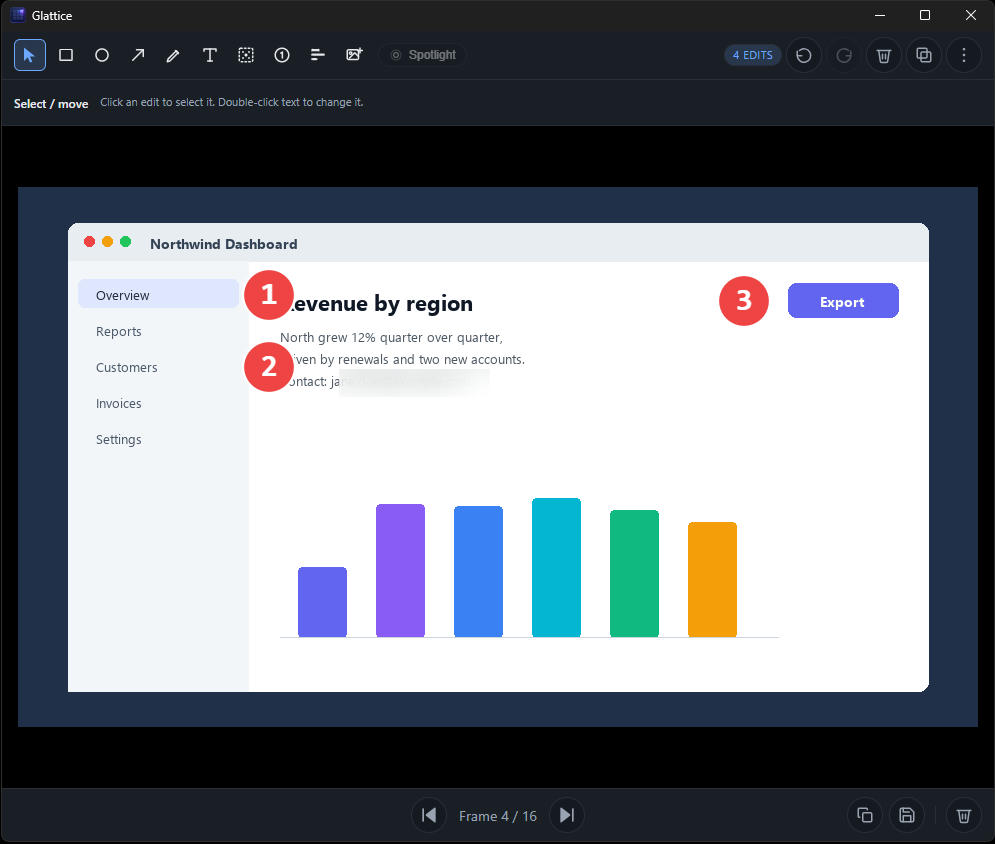 Glattice
Spotlight
4 EDITS
Select / move Click an edit to select it. Double-click text to change it.
Northwind Dashboard
Overview
Reports
Customers
Invoices
Settings
1
2
3
evenue by region
North grew 12% quarter over quarter,
iven by renewals and two new accounts.
ontact: ja
Export
Frame 4 / 16